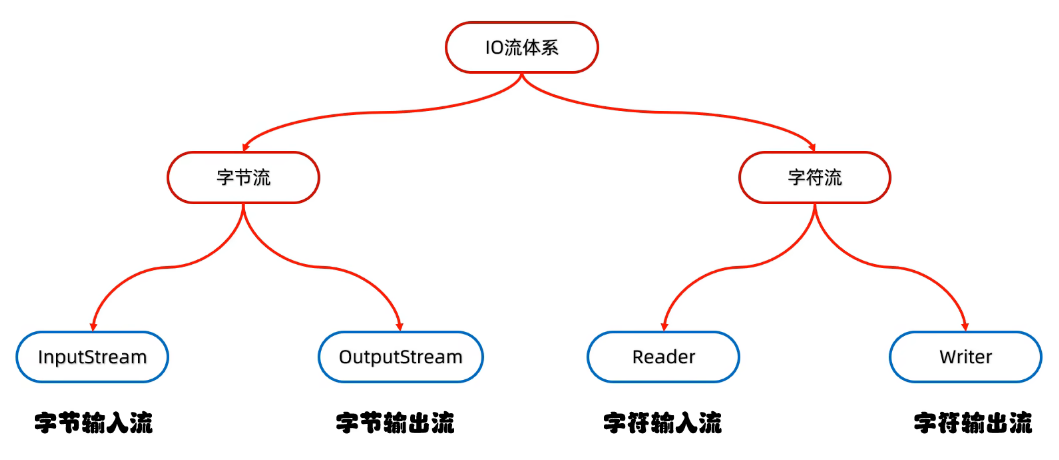 IO流体系
字节流
字符流
InputStream
OutputStream
Reader
Writer
字节输入流
字节输出流
字符输入流
字符输出流